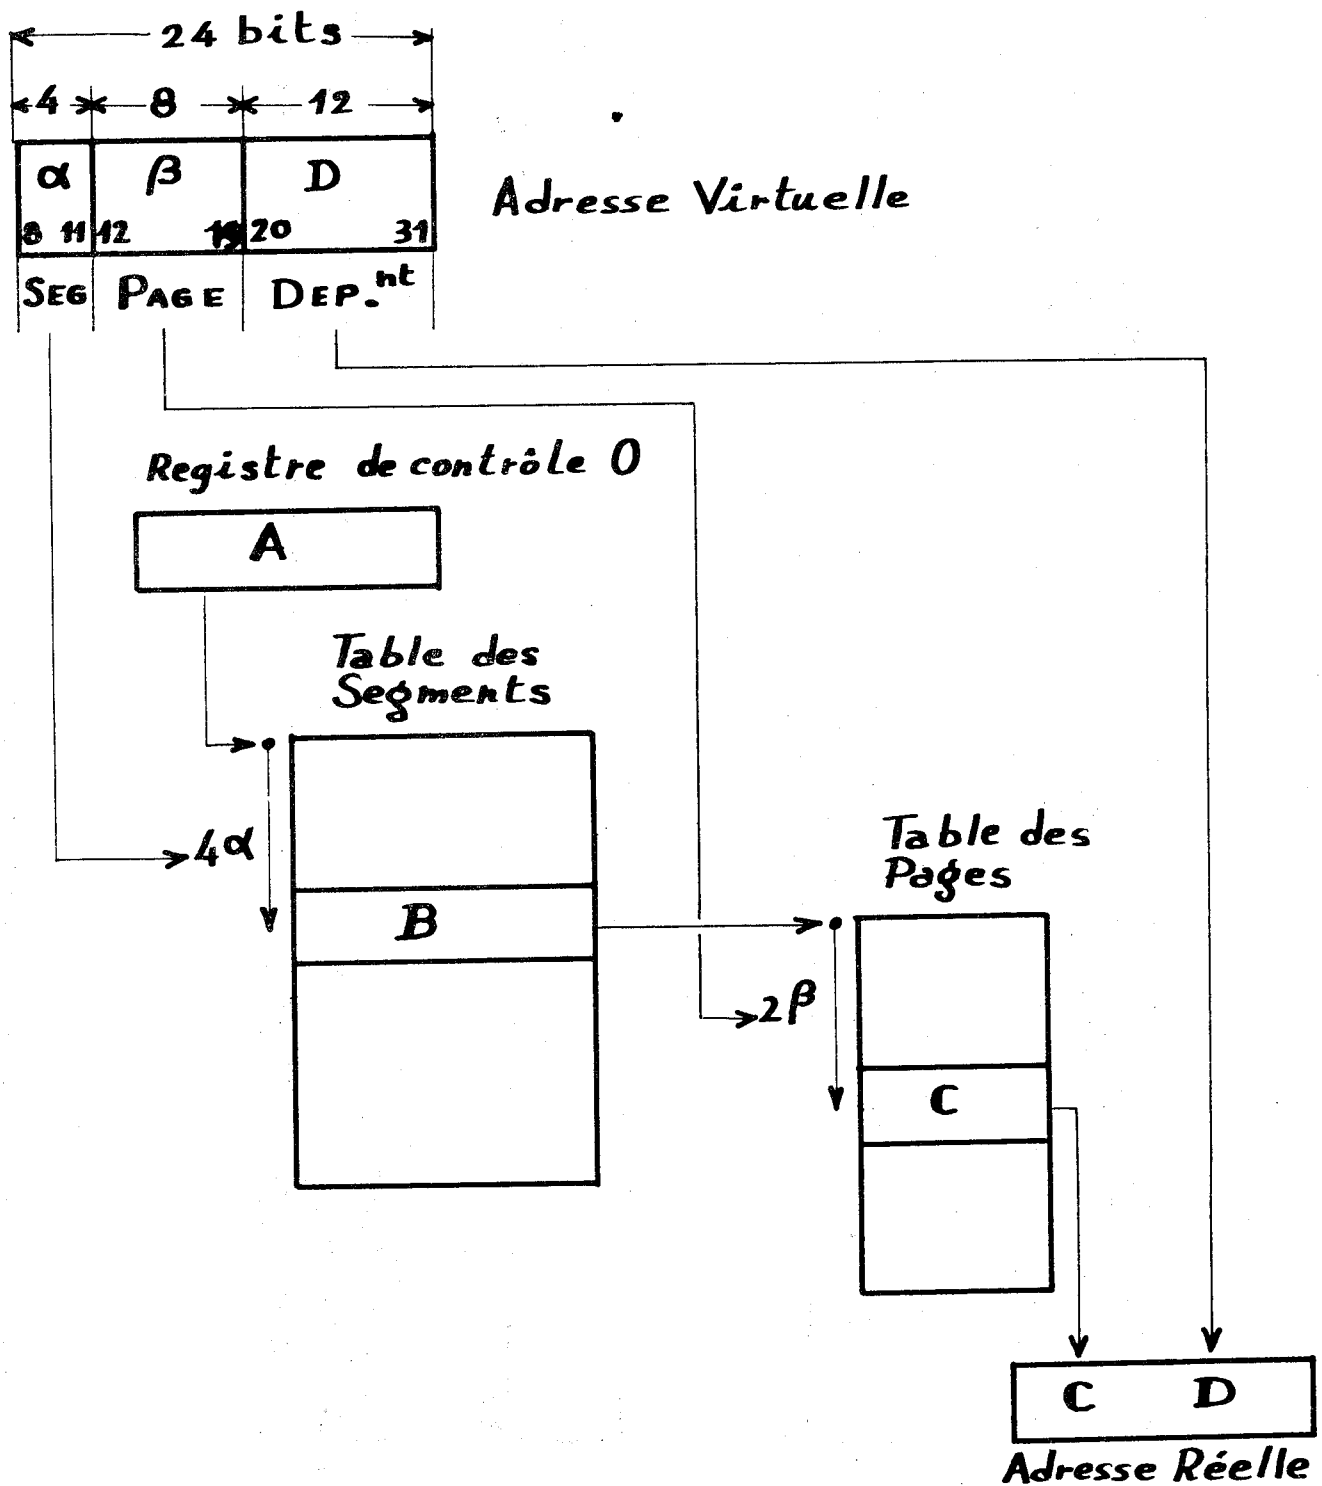 24 bits
4 8 12
α β D
8 11 12 19 20 31
Adresse Virtuelle
SEG PAGE DEP.nt
Registre de contrôle 0
A
Table des
Segments
4α
B
Table des
Pages
2β
C
C D
Adresse Réelle